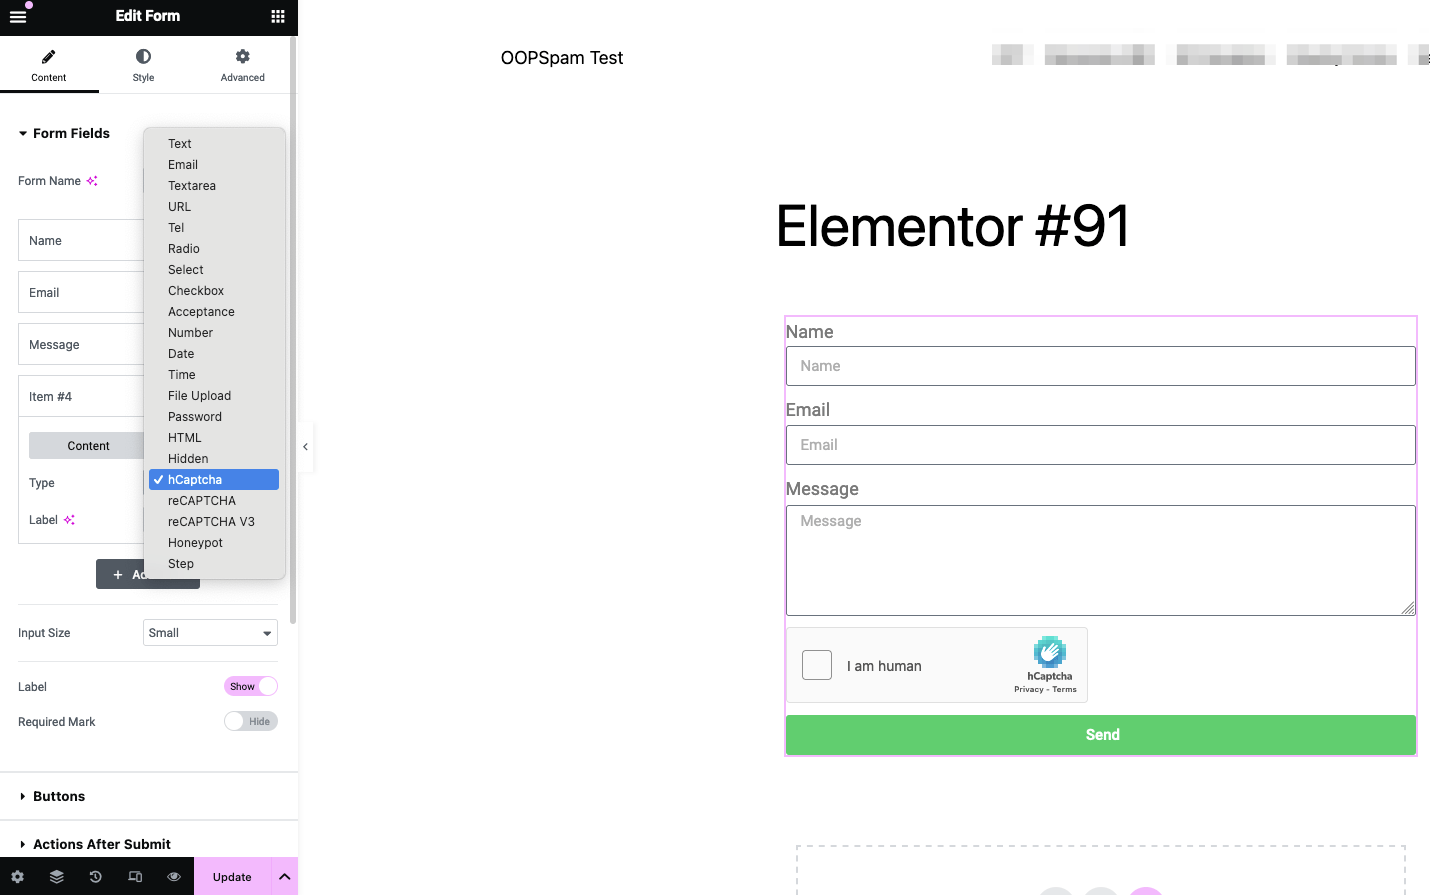 Edit Form
Content
Style
Advanced
Form Fields
Form Name
Name
Email
Message
Item #4
Content
Type
Label
Text
Email
Textarea
URL
Tel
Radio
Select
Checkbox
Acceptance
Number
Date
Time
File Upload
Password
HTML
Hidden
✓ hCaptcha
reCAPTCHA
reCAPTCHA V3
Honeypot
Step
Input Size
Small
Label
Show
Required Mark
Hide
Buttons
Actions After Submit
Update
OOPSpam Test
Elementor #91
Name
Name
Email
Email
Message
Message
I am human
hCaptcha
Privacy - Terms
Send